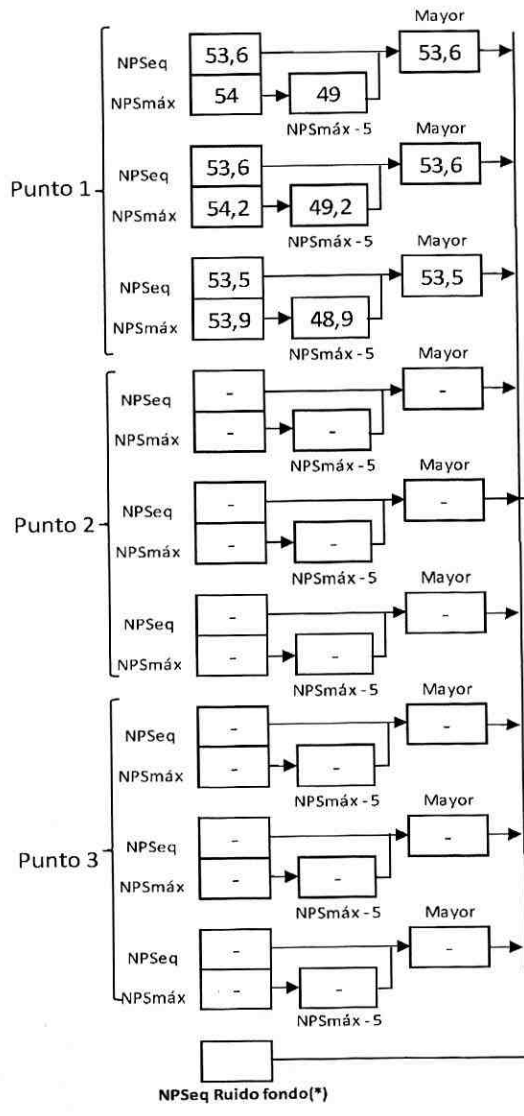 Mayor
NPSeq 53,6 53,6
NPSmáx 54 49
NPSmáx - 5
Mayor
NPSeq 53,6 53,6
Punto 1
NPSmáx 54,2 49,2
NPSmáx - 5
Mayor
NPSeq 53,5 53,5
NPSmáx 53,9 48,9
NPSmáx - 5
Mayor
NPSeq - -
NPSmáx - -
NPSmáx - 5
Mayor
NPSeq - -
Punto 2
NPSmáx - -
NPSmáx - 5
Mayor
NPSeq - -
NPSmáx - -
NPSmáx - 5
Mayor
NPSeq - -
NPSmáx - -
NPSmáx - 5
Mayor
NPSeq - -
Punto 3
NPSmáx - -
NPSmáx - 5
Mayor
NPSeq - -
NPSmáx - -
NPSmáx - 5
NPSeq Ruido fondo(*)